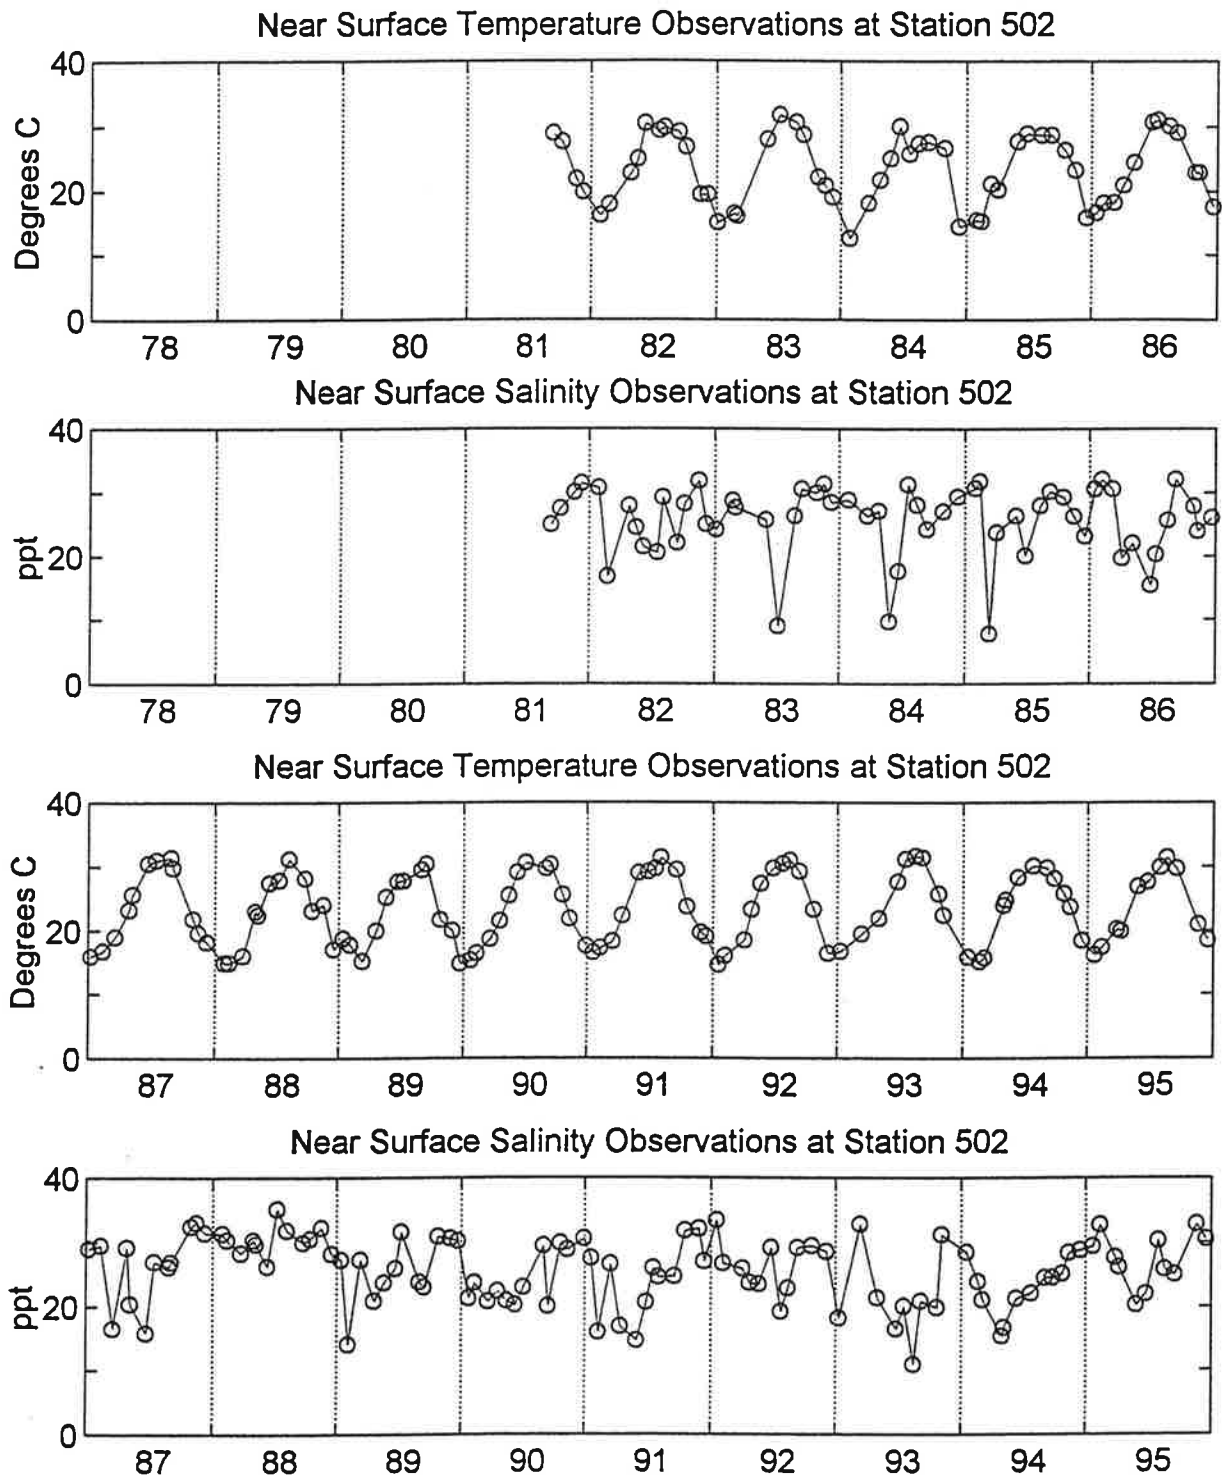 Near Surface Temperature Observations at Station 502
40
Degrees C
20
0
78 79 80 81 82 83 84 85 86
Near Surface Salinity Observations at Station 502
40
ppt
20
0
78 79 80 81 82 83 84 85 86
Near Surface Temperature Observations at Station 502
40
Degrees C
20
0
87 88 89 90 91 92 93 94 95
Near Surface Salinity Observations at Station 502
40
ppt
20
0
87 88 89 90 91 92 93 94 95